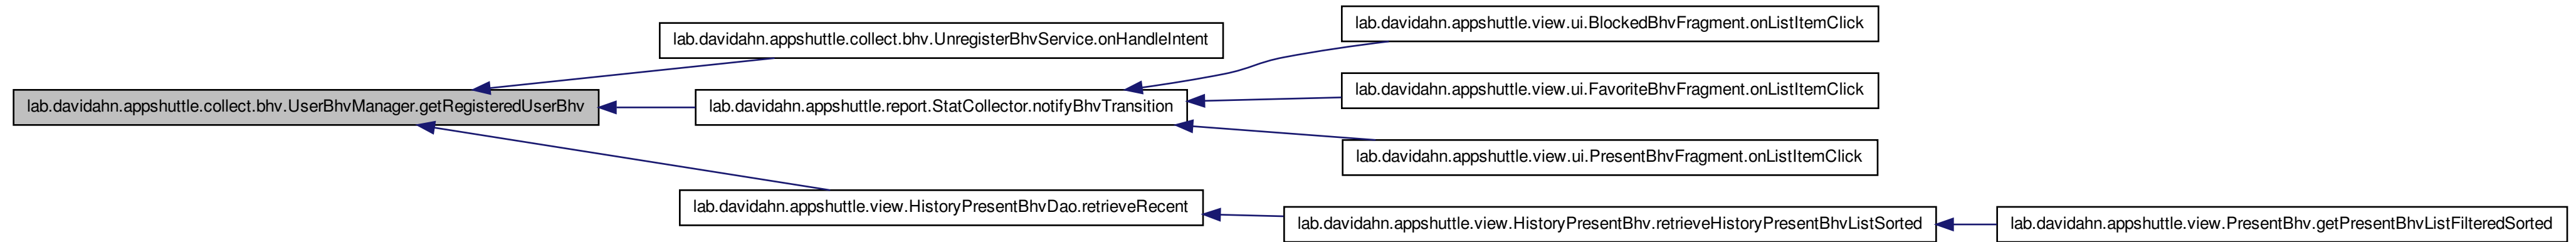 lab.davidahn.appshuttle.collect.bhv.UserBhvManager.getRegisteredUserBhv
lab.davidahn.appshuttle.collect.bhv.UnregisterBhvService.onHandleIntent
lab.davidahn.appshuttle.report.StatCollector.notifyBhvTransition
lab.davidahn.appshuttle.view.ui.BlockedBhvFragment.onListItemClick
lab.davidahn.appshuttle.view.ui.FavoriteBhvFragment.onListItemClick
lab.davidahn.appshuttle.view.ui.PresentBhvFragment.onListItemClick
lab.davidahn.appshuttle.view.HistoryPresentBhvDao.retrieveRecent
lab.davidahn.appshuttle.view.HistoryPresentBhv.retrieveHistoryPresentBhvListSorted
lab.davidahn.appshuttle.view.PresentBhv.getPresentBhvListFilteredSorted